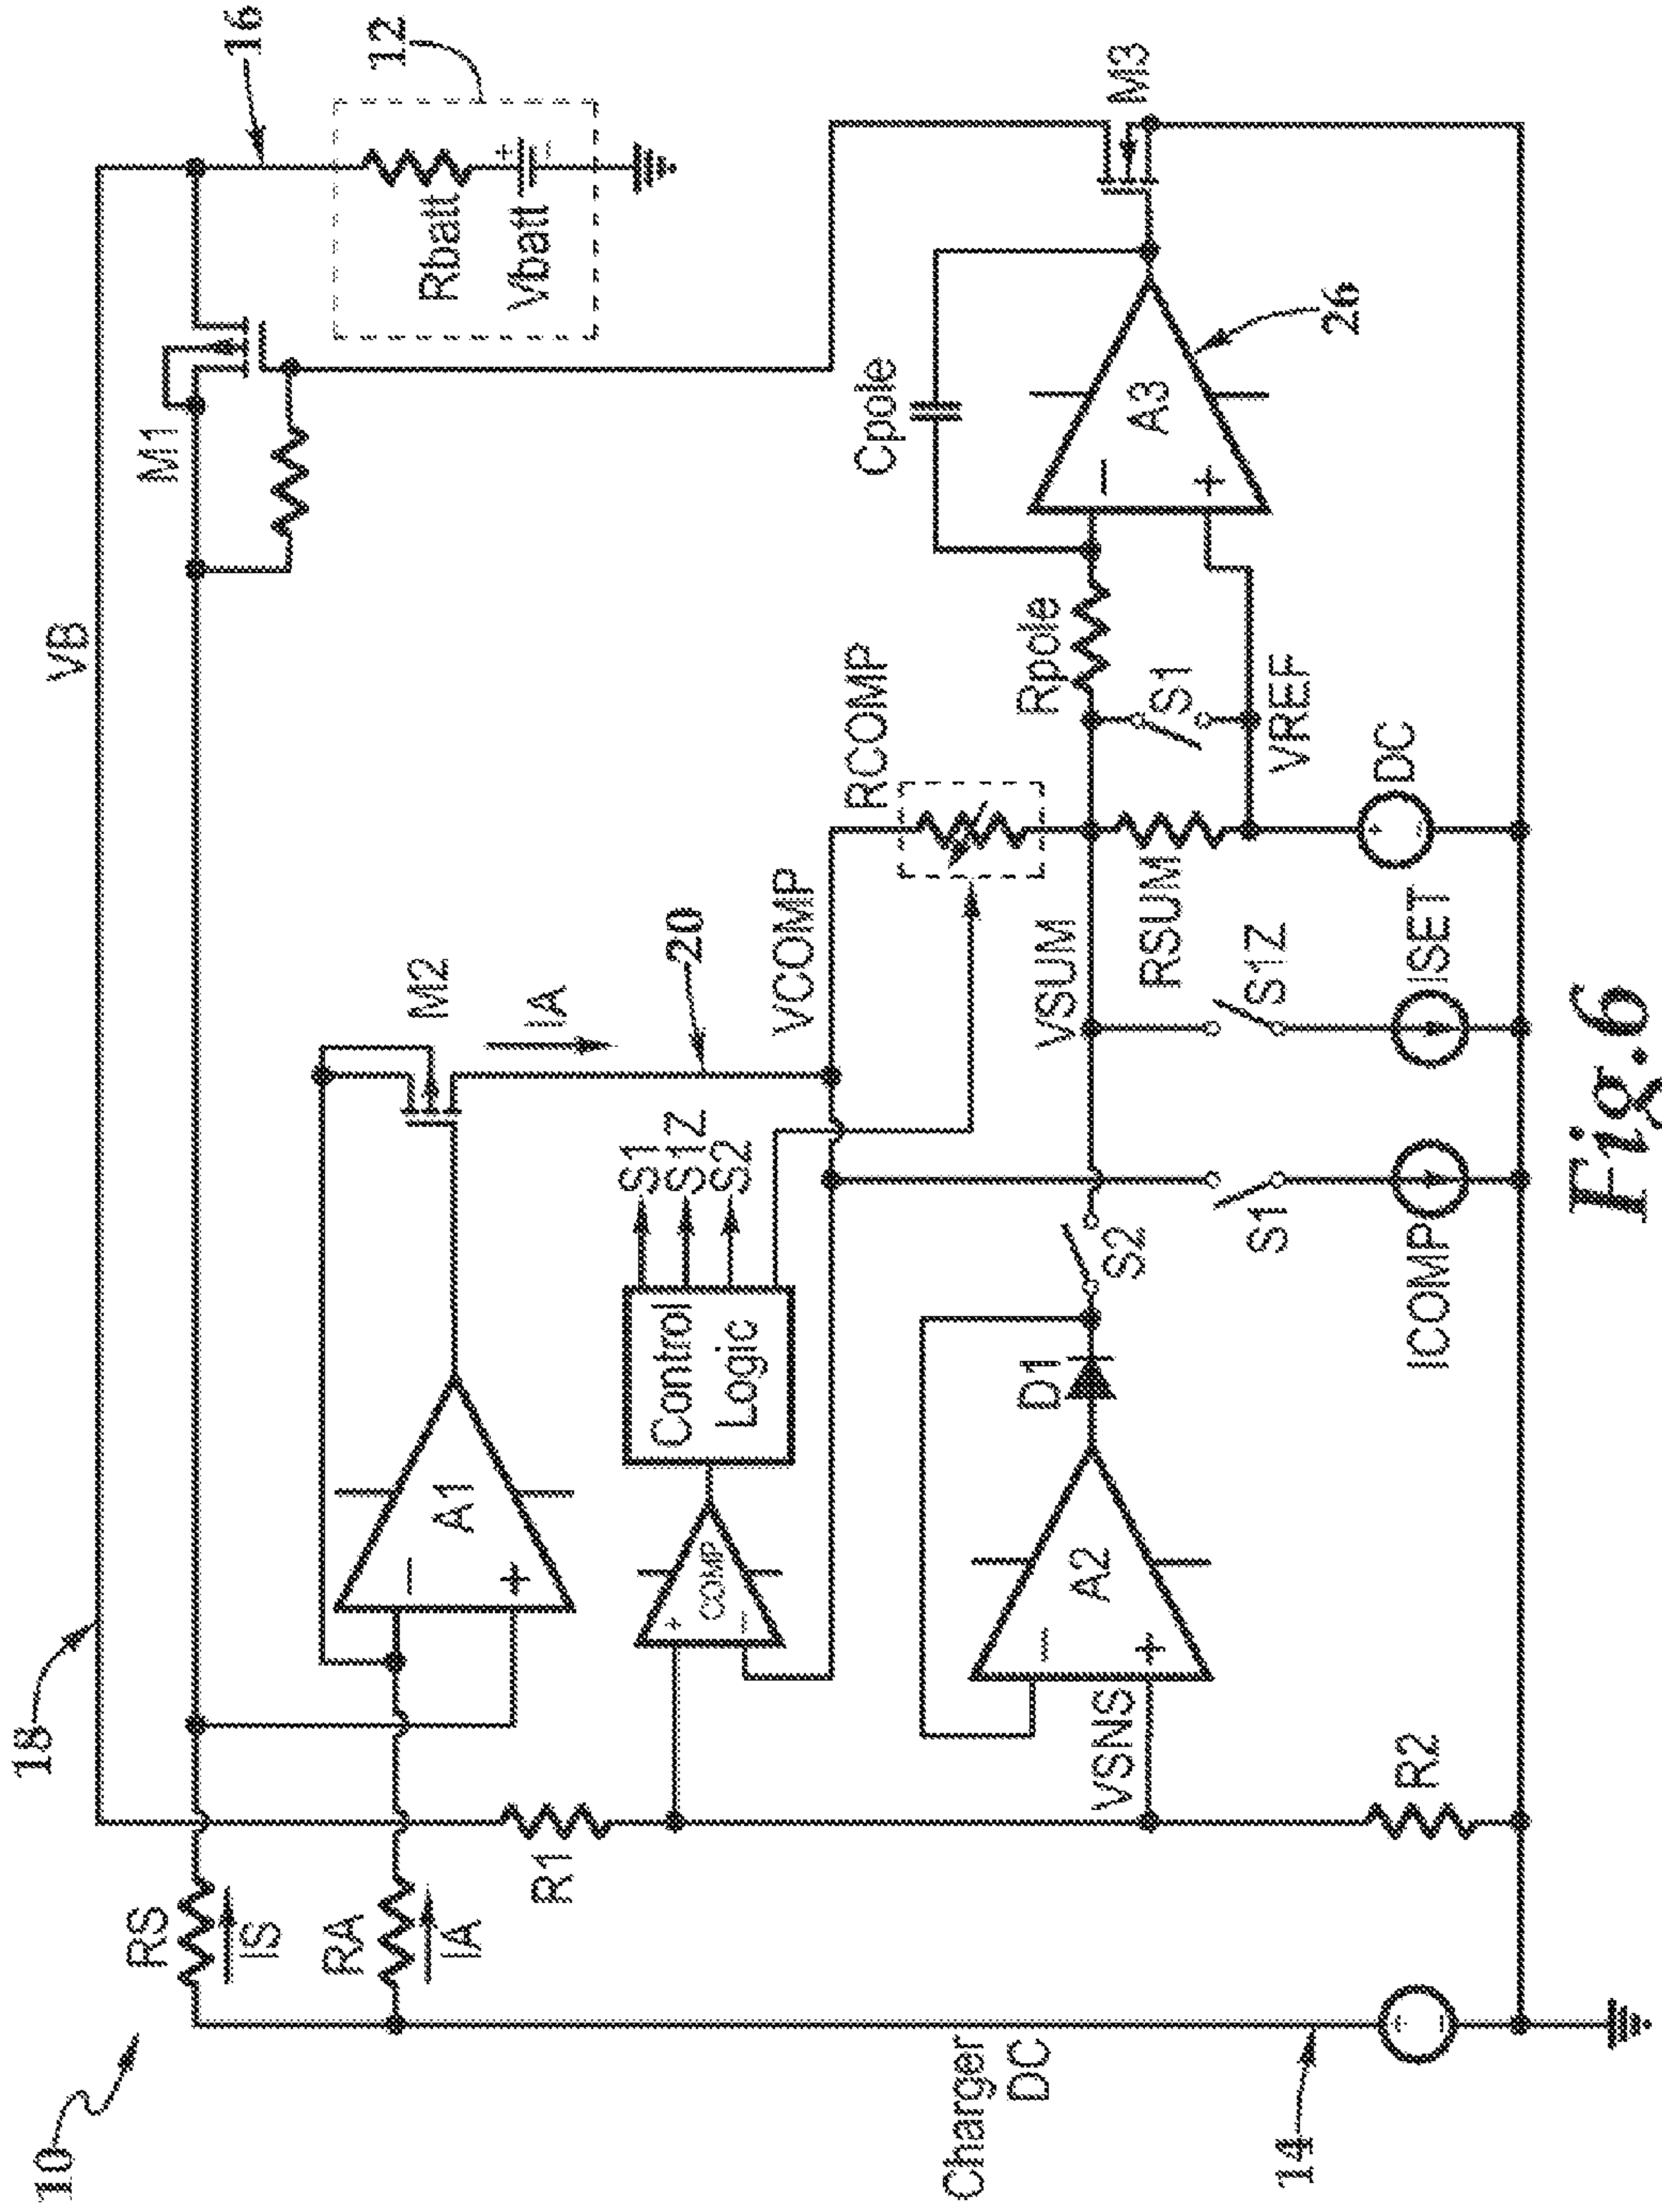 10
18
VB
16
RS
IS
M1
12
RA
IA
Rbatt
Vbatt
+
−
A1
−
+
M2
IA
R1
+
−
COMP
Control
Logic
S1
S1Z
S2
20
VCOMP
RCOMP
Cpole
Charger
DC
A2
−
+
VSNS
D1
S2
VSUM
RSUM
Rpole
S1
A3
−
+
M3
26
14
R2
S1
S1Z
VREF
ICOMP
ISET
DC
+
−
+
−
Fig. 6